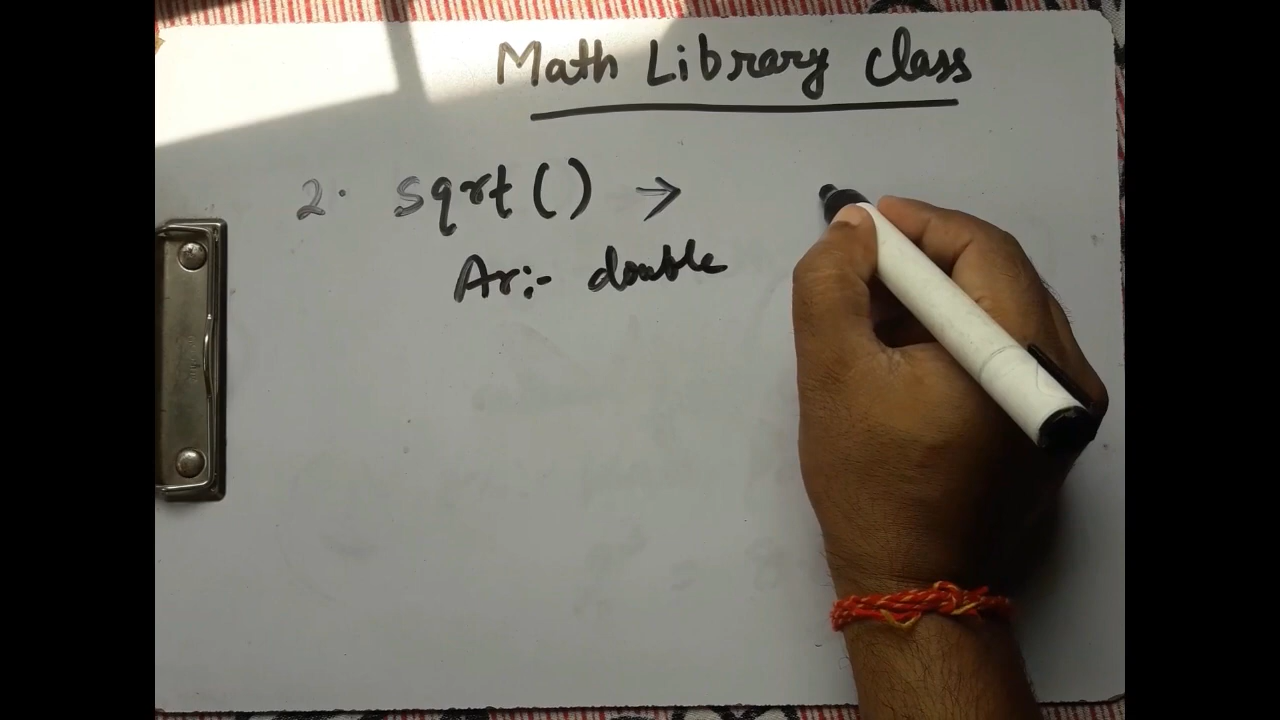 Math Library Class
2. sqrt() →
Ar:- double